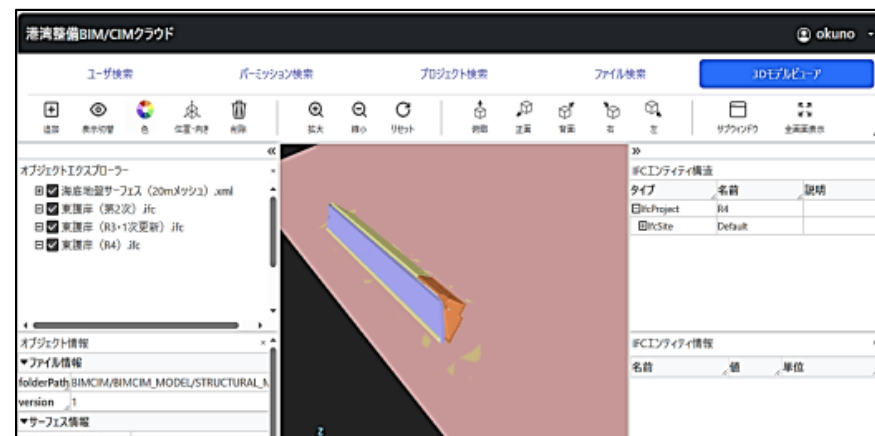 港湾整備BIM/CIMクラウド
okuno
ユーザ検索 パーミッション検索 プロジェクト検索 ファイル検索 3Dモデルビューア
追加 表示切替 色 位置・向き 削除 拡大 縮小 リセット 俯瞰 正面 背面 右 左 サブウィンドウ 全画面表示
オブジェクトエクスプローラー
海底地盤サーフェス（20mメッシュ）.xml
東護岸（第2次）.ifc
東護岸（R3・1次更新）.ifc
東護岸（R4）.ifc
オブジェクト情報
▼ファイル情報
folderPath BIMCIM/BIMCIM_MODEL/STRUCTURAL_M
version 1
▼サーフェス情報
Z
IFCエンティティ構造
タイプ 名前 説明
IfcProject R4
IfcSite Default
IFCエンティティ情報
名前 値 単位